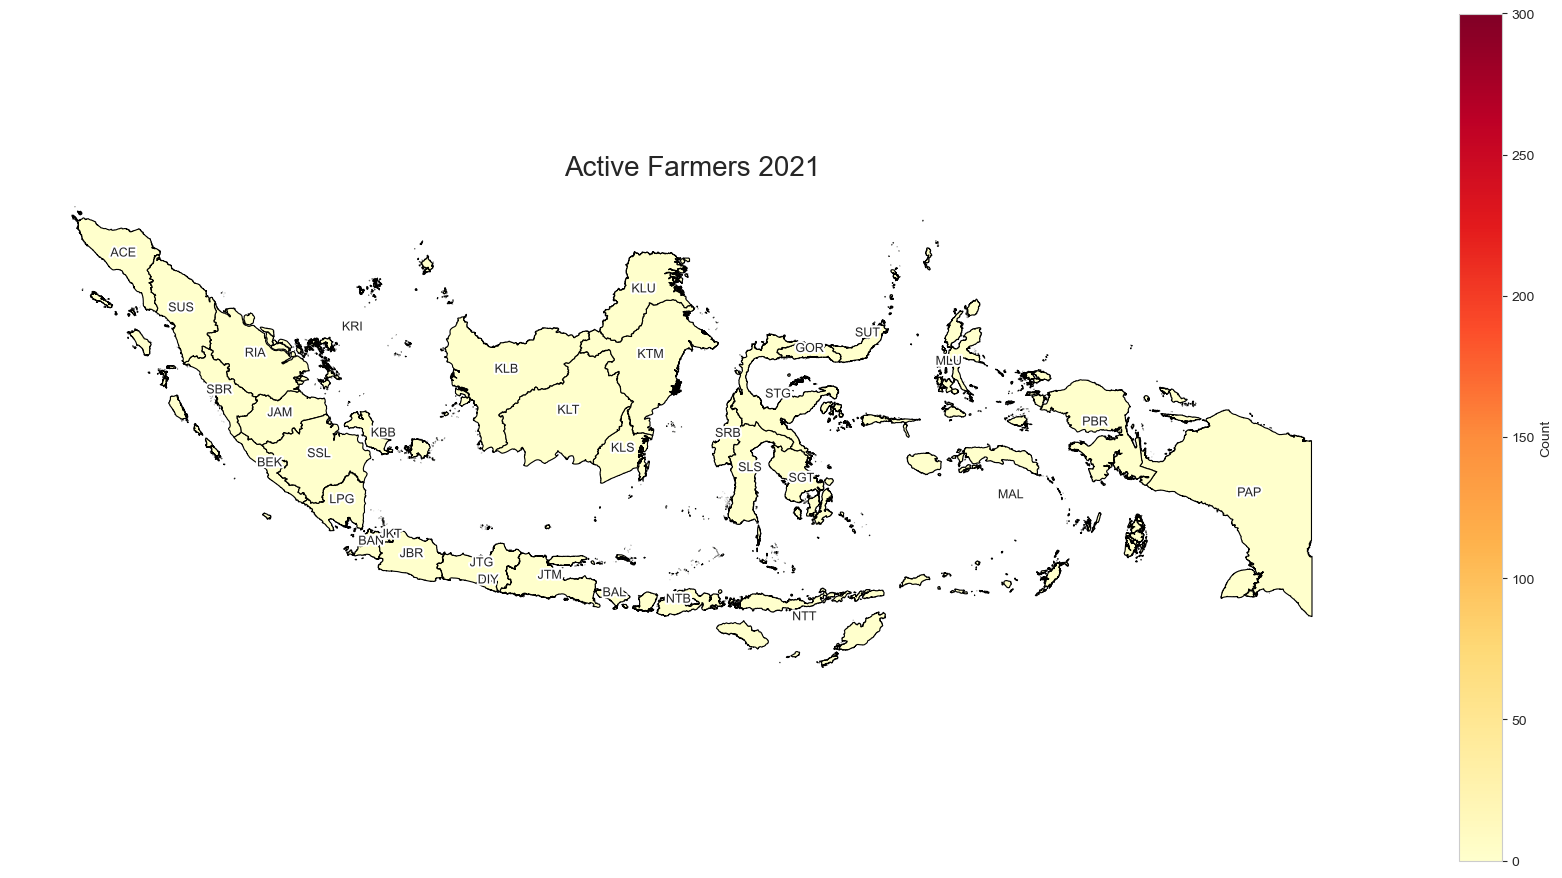 Active Farmers 2021
ACE
SUS
KRI
RIA
SBR
JAM
KBB
SSL
BEK
LPG
BAN
JKT
JBR
JTG
DIY
JTM
BAL
NTB
NTT
KLU
KTM
KLB
KLT
KLS
GOR
SUT
STG
SRB
SLS
SGT
MLU
MAL
PBR
PAP
300
250
200
150
100
50
0
Count